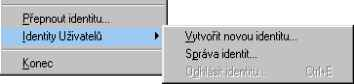 Přepnout identitu...
Identity Uživatelů
Konec
Vytvořit novou identitu...
Správa identit...
Odhlásit identitu... Ctrl+E